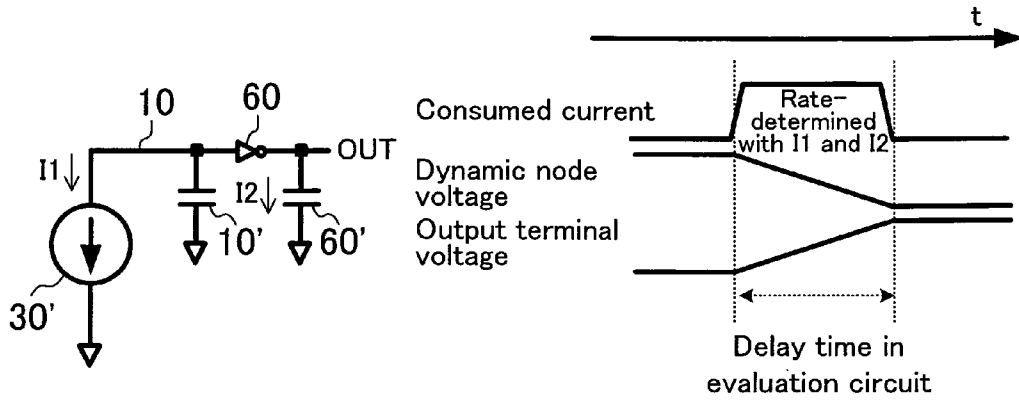 t
10
60
OUT
I1
I2
10'
60'
30'
Consumed current
Rate-
determined
with I1 and I2
Dynamic node
voltage
Output terminal
voltage
Delay time in
evaluation circuit